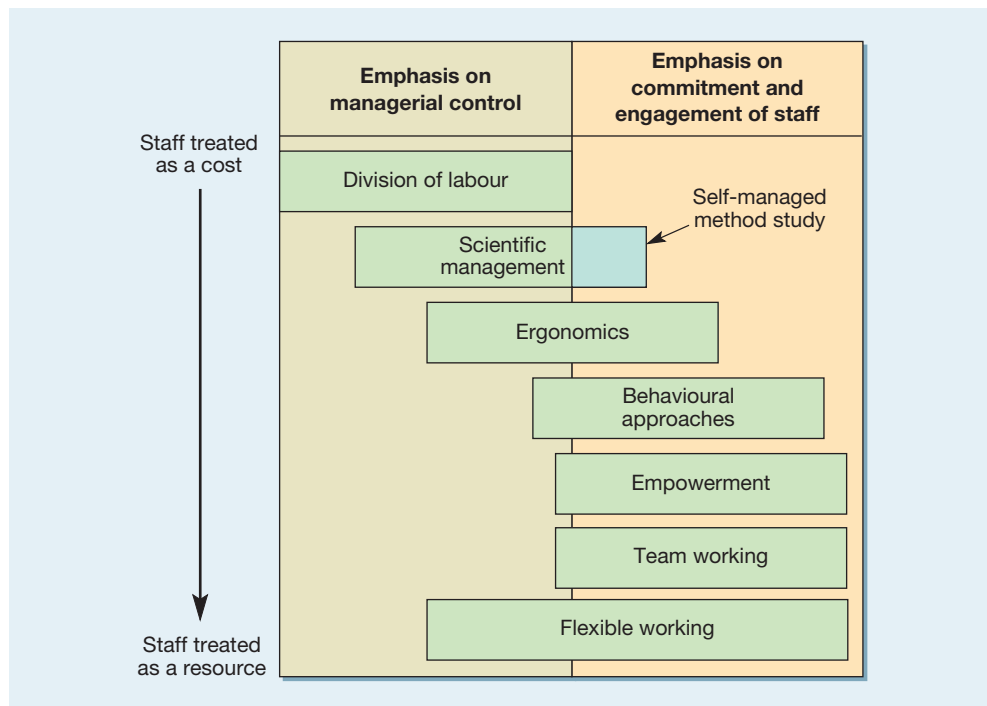 Emphasis on
managerial control
Emphasis on
commitment and
engagement of staff
Staff treated
as a cost
Division of labour
Self-managed
method study
Scientific
management
Ergonomics
Behavioural
approaches
Empowerment
Team working
Flexible working
Staff treated
as a resource